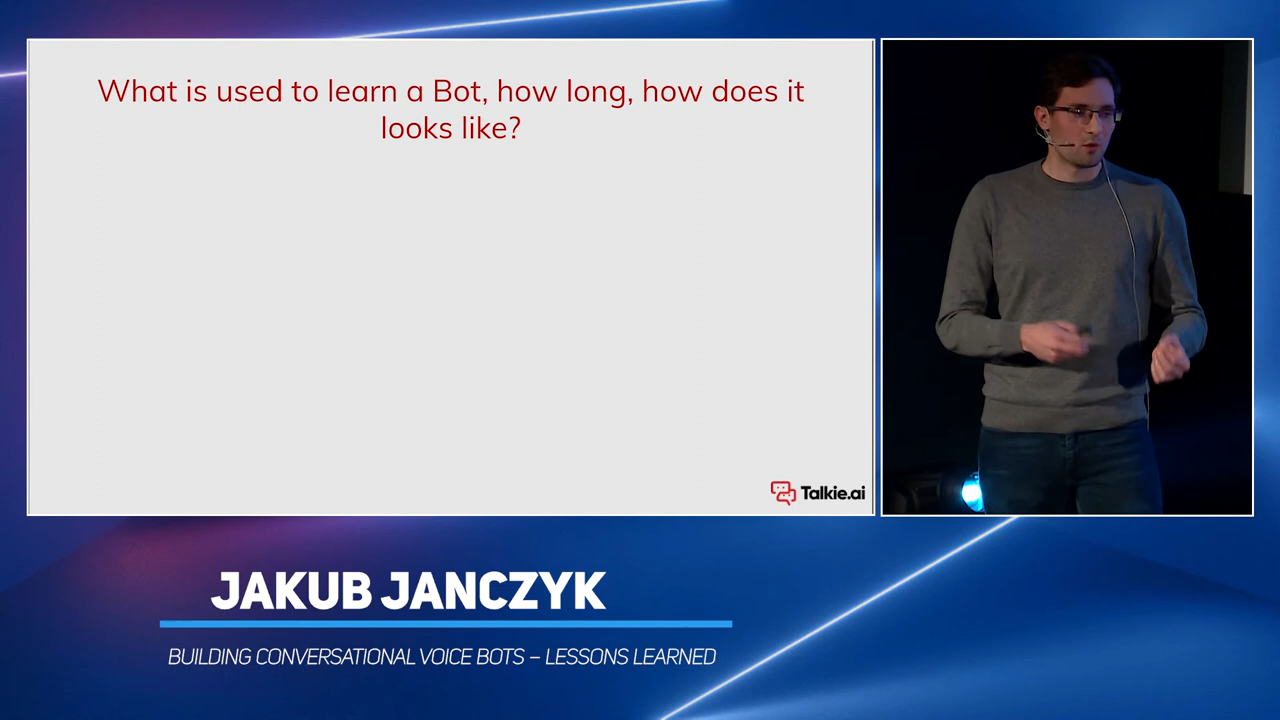 What is used to learn a Bot, how long, how does it
looks like?
Talkie.ai
JAKUB JANCZYK
BUILDING CONVERSATIONAL VOICE BOTS – LESSONS LEARNED